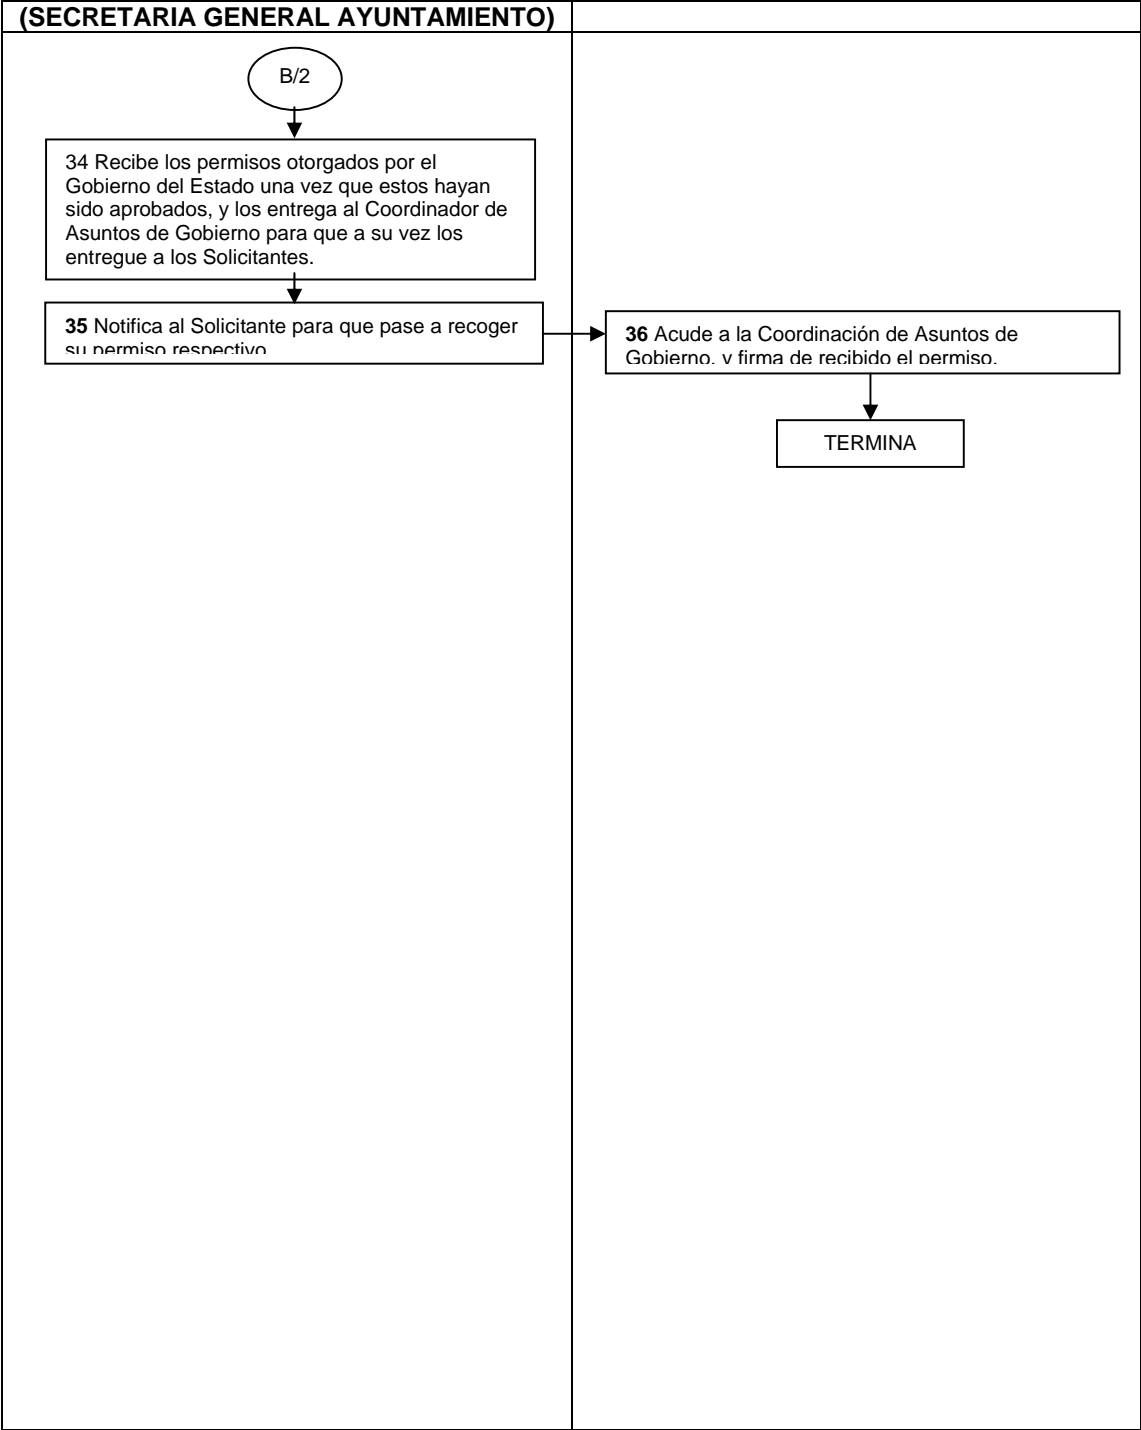 (SECRETARIA GENERAL AYUNTAMIENTO)
B/2
34 Recibe los permisos otorgados por el
Gobierno del Estado una vez que estos hayan
sido aprobados, y los entrega al Coordinador de
Asuntos de Gobierno para que a su vez los
entregue a los Solicitantes.
35 Notifica al Solicitante para que pase a recoger
su permiso respectivo
36 Acude a la Coordinación de Asuntos de
Gobierno, y firma de recibido el permiso.
TERMINA